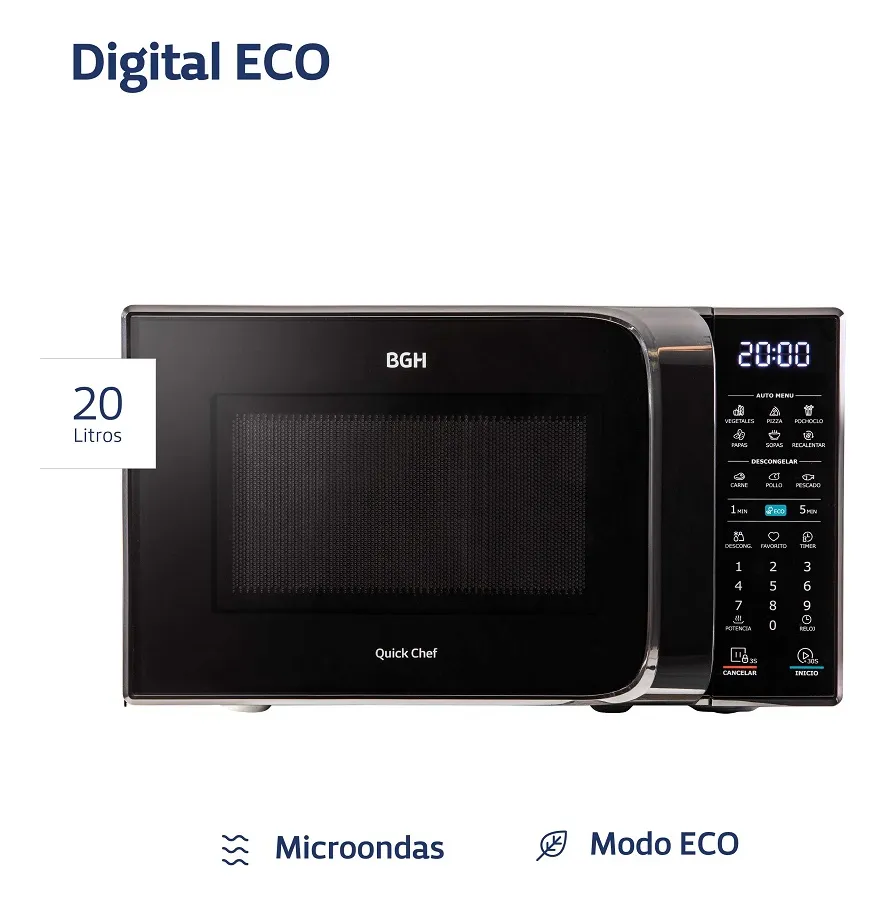 Digital ECO
20
Litros
BGH
Quick Chef
20:00
AUTO MENU
VEGETALES PIZZA POCHOCLO
PAPAS SOPAS RECALENTAR
DESCONGELAR
CARNE POLLO PESCADO
1 MIN ECO 5 MIN
DESCONG. FAVORITO TIMER
1 2 3
4 5 6
7 8 9
POTENCIA 0 RELOJ
3S 30S
CANCELAR INICIO
Microondas
Modo ECO